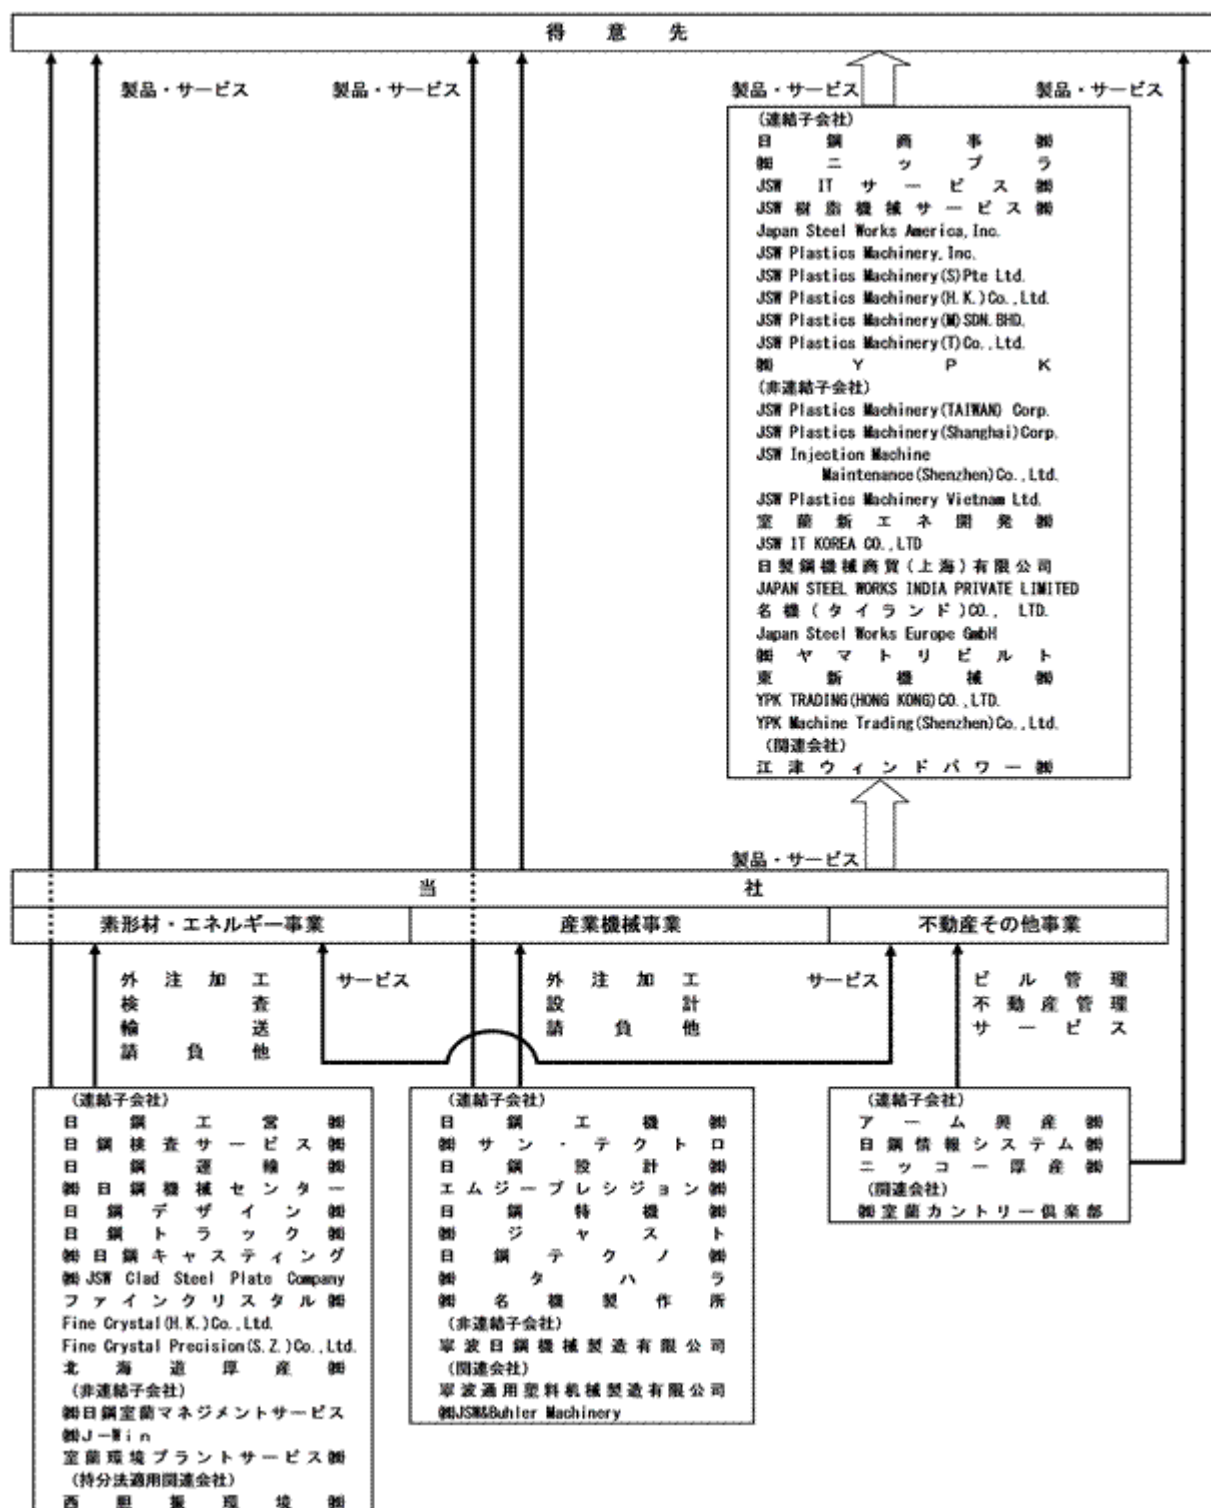 得意先
製品・サービス
製品・サービス
製品・サービス
製品・サービス
(連結子会社)
日鋼商事㈱
㈱ニップラ
JSW ITサービス㈱
JSW樹脂機械サービス㈱
Japan Steel Works America,Inc.
JSW Plastics Machinery,Inc.
JSW Plastics Machinery(S)Pte Ltd.
JSW Plastics Machinery(H.K.)Co.,Ltd.
JSW Plastics Machinery(M)SDN.BHD.
JSW Plastics Machinery(T)Co.,Ltd.
㈱YPK
(非連結子会社)
JSW Plastics Machinery(TAIWAN) Corp.
JSW Plastics Machinery(Shanghai)Corp.
JSW Injection Machine
Maintenance(Shenzhen)Co.,Ltd.
JSW Plastics Machinery Vietnam Ltd.
室蘭新エネ開発㈱
JSW IT KOREA CO.,LTD
日製鋼機械商貿(上海)有限公司
JAPAN STEEL WORKS INDIA PRIVATE LIMITED
名機(タイランド)CO., LTD.
Japan Steel Works Europe GmbH
㈱ヤマトリビルト
東新機械㈱
YPK TRADING(HONG KONG)CO.,LTD.
YPK Machine Trading(Shenzhen)Co.,Ltd.
(関連会社)
江津ウィンドパワー㈱
製品・サービス
当社
素形材・エネルギー事業
産業機械事業
不動産その他事業
外注加工
検査
輸送
請負他
サービス
外注加工
設計
請負他
サービス
ビル管理
不動産管理
サービス
(連結子会社)
日鋼工営㈱
日鋼検査サービス㈱
日鋼運輸㈱
㈱日鋼機械センター
日鋼デザイン㈱
日鋼トラック㈱
㈱日鋼キャスティング
㈱JSW Clad Steel Plate Company
ファインクリスタル㈱
Fine Crystal(H.K.)Co.,Ltd.
Fine Crystal Precision(S.Z.)Co.,Ltd.
北海道厚産㈱
(非連結子会社)
㈱日鋼室蘭マネジメントサービス
㈱J-Win
室蘭環境プラントサービス㈱
(持分法適用関連会社)
西胆振環境㈱
(連結子会社)
日鋼工機㈱
㈱サン・テクトロ
日鋼設計㈱
エムジープレシジョン㈱
日鋼特機㈱
㈱ジャスト
日鋼テクノ㈱
㈱タハラ
㈱名機製作所
(非連結子会社)
寧波日鋼機械製造有限公司
(関連会社)
寧波通用塑料机械製造有限公司
㈱JSW&Buhler Machinery
(連結子会社)
アーム興産㈱
日鋼情報システム㈱
ニッコー厚産㈱
(関連会社)
㈱室蘭カントリー倶楽部